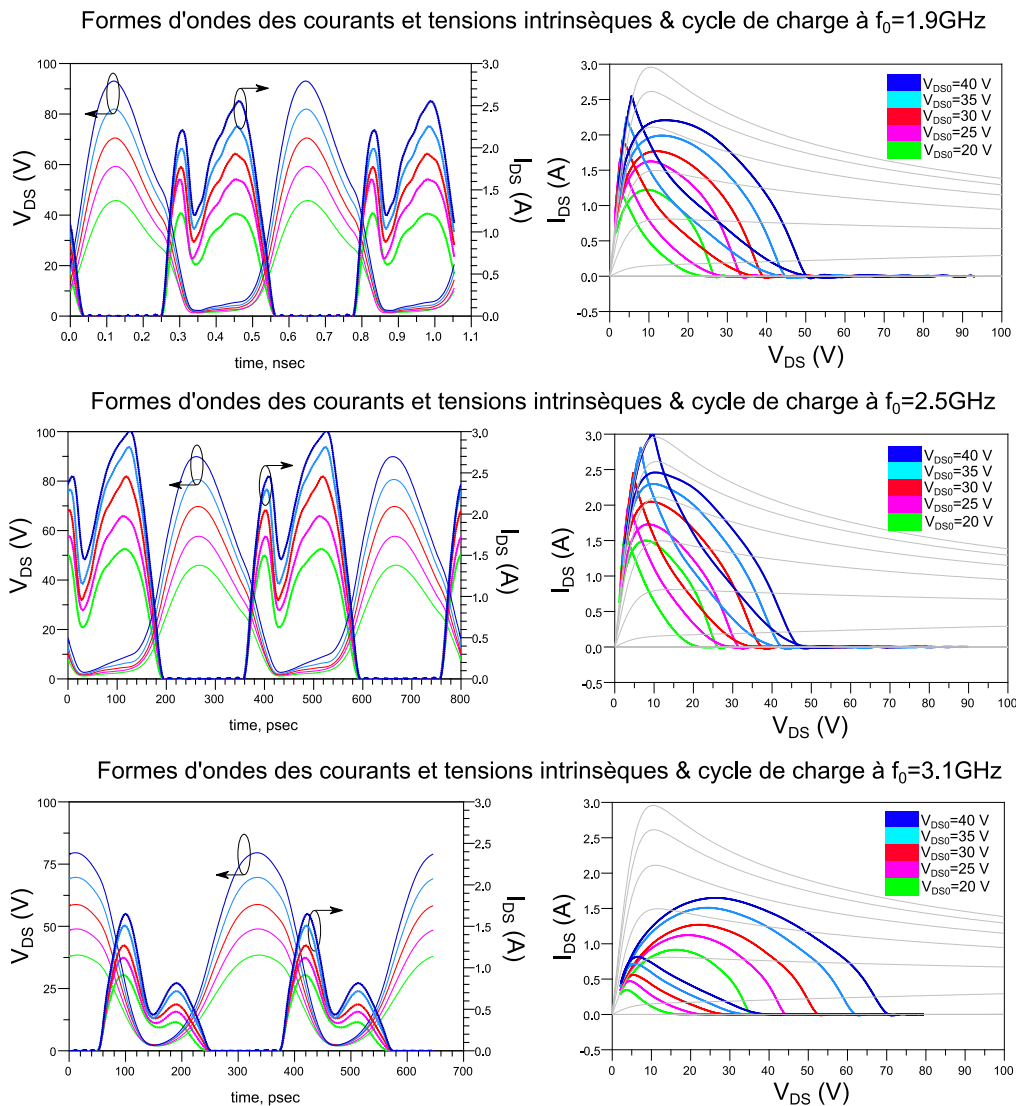 Formes d'ondes des courants et tensions intrinsèques & cycle de charge à f0=1.9GHz
VDS (V)
100
80
60
40
20
0
0.0 0.1 0.2 0.3 0.4 0.5 0.6 0.7 0.8 0.9 1.0 1.1
time, nsec
3.0
2.5
2.0
1.5
1.0
0.5
0.0
IDS (A)
IDS (A)
3.0
2.5
2.0
1.5
1.0
0.5
0.0
-0.5
0 10 20 30 40 50 60 70 80 90 100
VDS (V)
VDS0=40 V
VDS0=35 V
VDS0=30 V
VDS0=25 V
VDS0=20 V
Formes d'ondes des courants et tensions intrinsèques & cycle de charge à f0=2.5GHz
VDS (V)
100
80
60
40
20
0
0 100 200 300 400 500 600 700 800
time, psec
3.0
2.5
2.0
1.5
1.0
0.5
0.0
IDS (A)
IDS (A)
3.0
2.5
2.0
1.5
1.0
0.5
0.0
-0.5
0 10 20 30 40 50 60 70 80 90 100
VDS (V)
VDS0=40 V
VDS0=35 V
VDS0=30 V
VDS0=25 V
VDS0=20 V
Formes d'ondes des courants et tensions intrinsèques & cycle de charge à f0=3.1GHz
VDS (V)
100
75
50
25
0
0 100 200 300 400 500 600 700
time, psec
3.0
2.5
2.0
1.5
1.0
0.5
0.0
IDS (A)
IDS (A)
3.0
2.5
2.0
1.5
1.0
0.5
0.0
-0.5
0 10 20 30 40 50 60 70 80 90 100
VDS (V)
VDS0=40 V
VDS0=35 V
VDS0=30 V
VDS0=25 V
VDS0=20 V